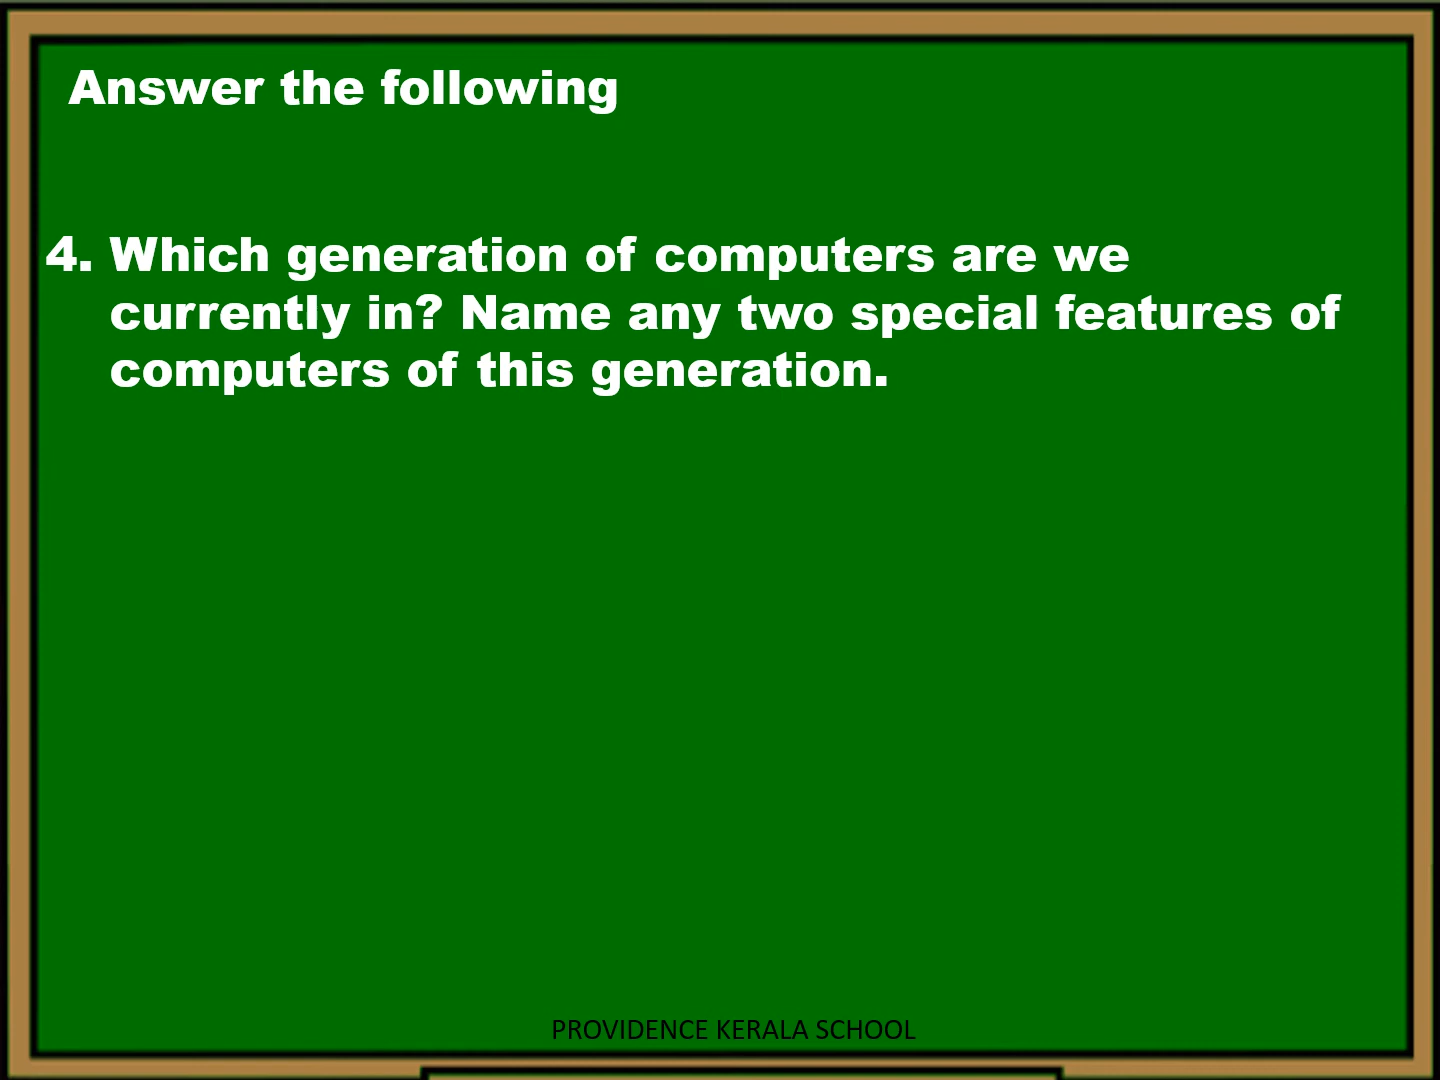 Answer the following
4. Which generation of computers are we
currently in? Name any two special features of
computers of this generation.
PROVIDENCE KERALA SCHOOL